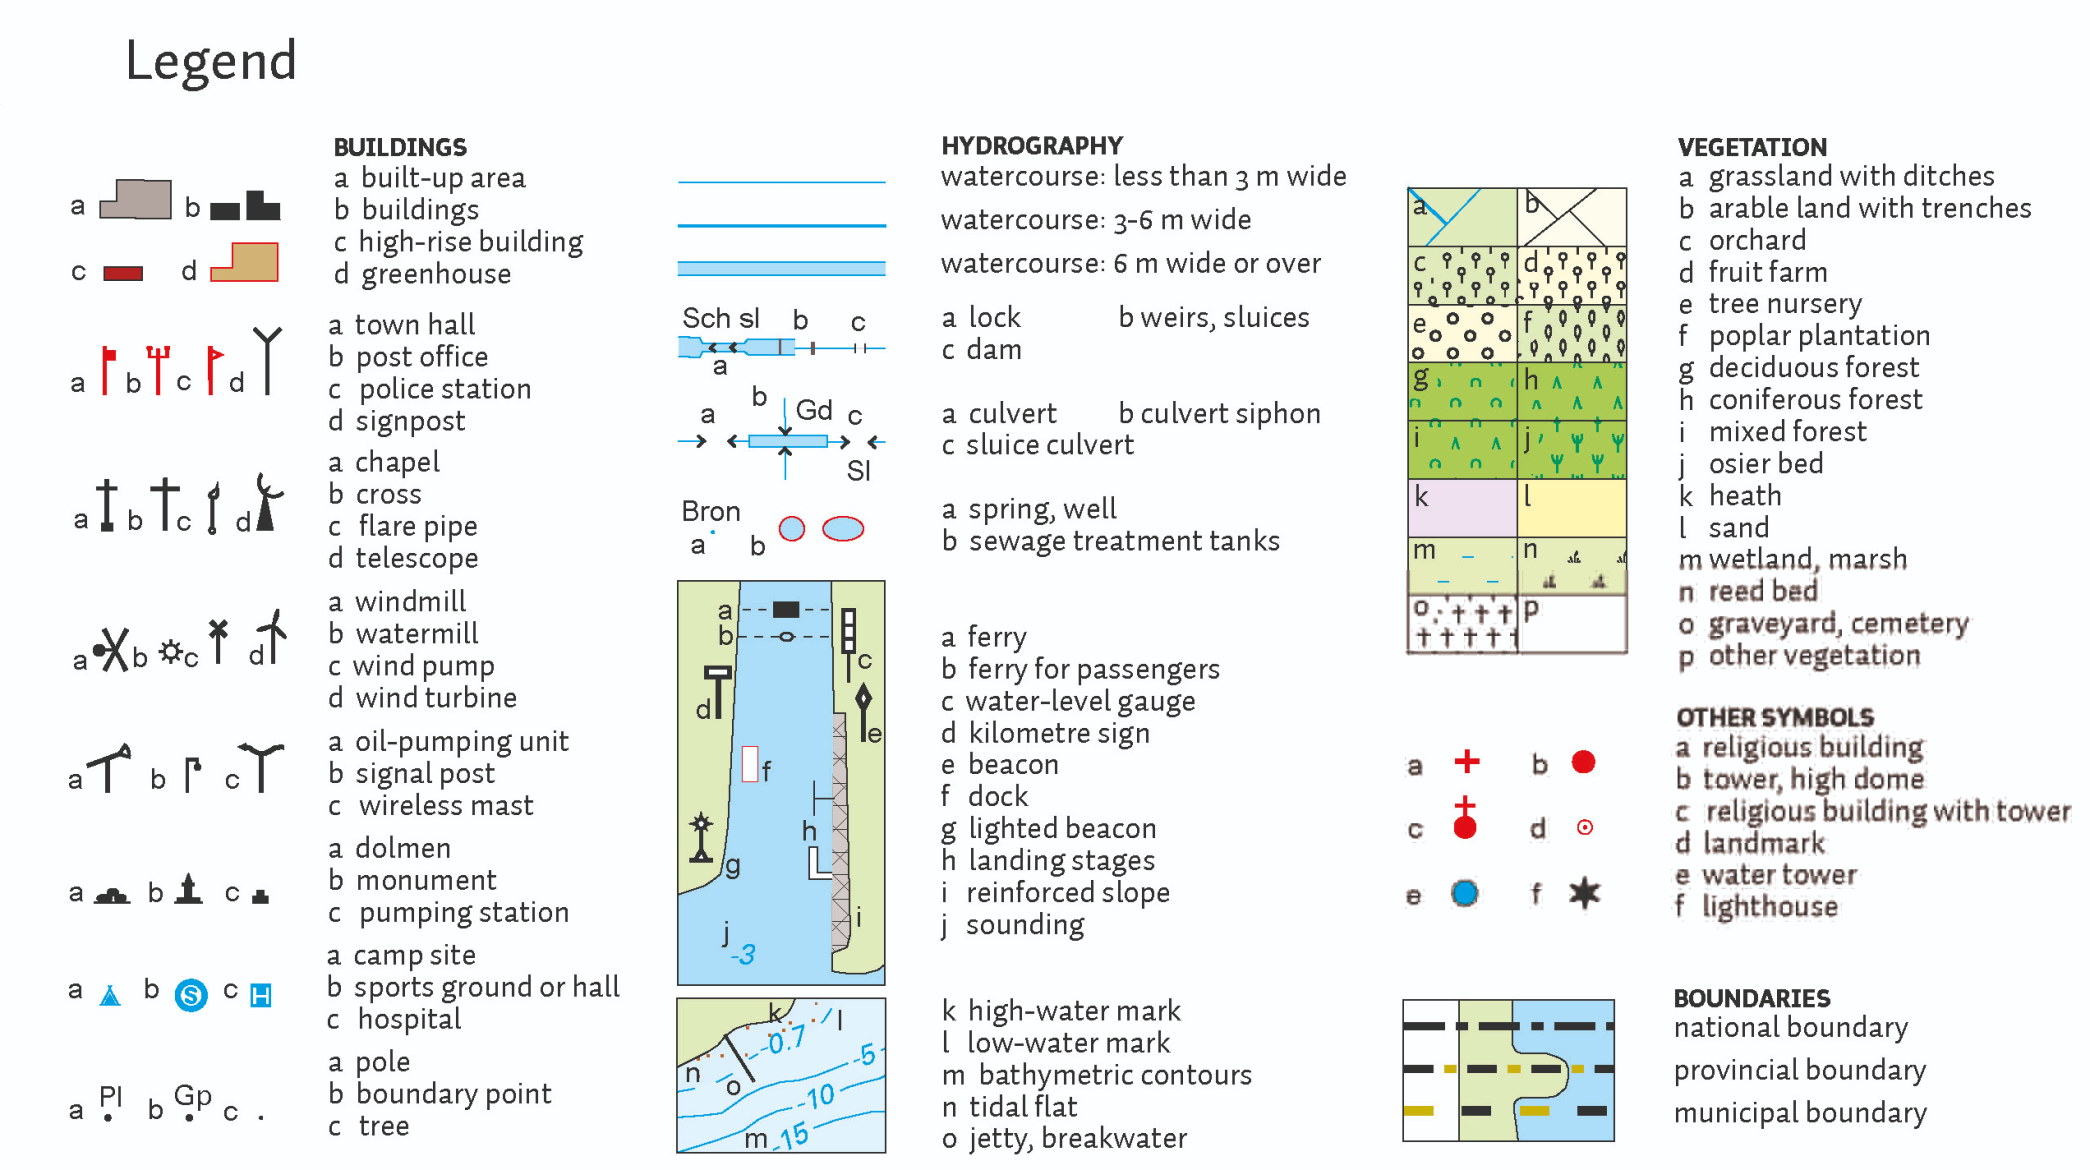 Legend
BUILDINGS
a b
a built-up area
b buildings
c d
c high-rise building
d greenhouse
a b c d
a town hall
b post office
c police station
d signpost
a b c d
a chapel
b cross
c flare pipe
d telescope
a b c d
a windmill
b watermill
c wind pump
d wind turbine
a b c
a oil-pumping unit
b signal post
c wireless mast
a b c
a dolmen
b monument
c pumping station
a b S c H
a camp site
b sports ground or hall
c hospital
a Pl b Gp c
a pole
b boundary point
c tree
HYDROGRAPHY
watercourse: less than 3 m wide
watercourse: 3-6 m wide
watercourse: 6 m wide or over
Sch sl b c
a
a lock b weirs, sluices
c dam
a b Gd c
Sl
a culvert b culvert siphon
c sluice culvert
Bron
a b
a spring, well
b sewage treatment tanks
a
b
c
d
e
f
h
g
i
j
-3
a ferry
b ferry for passengers
c water-level gauge
d kilometre sign
e beacon
f dock
g lighted beacon
h landing stages
i reinforced slope
j sounding
k l
-0.7
-5
n o
-10
m -15
k high-water mark
l low-water mark
m bathymetric contours
n tidal flat
o jetty, breakwater
VEGETATION
a b
c d
e f
g h
i j
k l
m n
o p
a grassland with ditches
b arable land with trenches
c orchard
d fruit farm
e tree nursery
f poplar plantation
g deciduous forest
h coniferous forest
i mixed forest
j osier bed
k heath
l sand
m wetland, marsh
n reed bed
o graveyard, cemetery
p other vegetation
OTHER SYMBOLS
a b
c d
e f
a religious building
b tower, high dome
c religious building with tower
d landmark
e water tower
f lighthouse
BOUNDARIES
national boundary
provincial boundary
municipal boundary